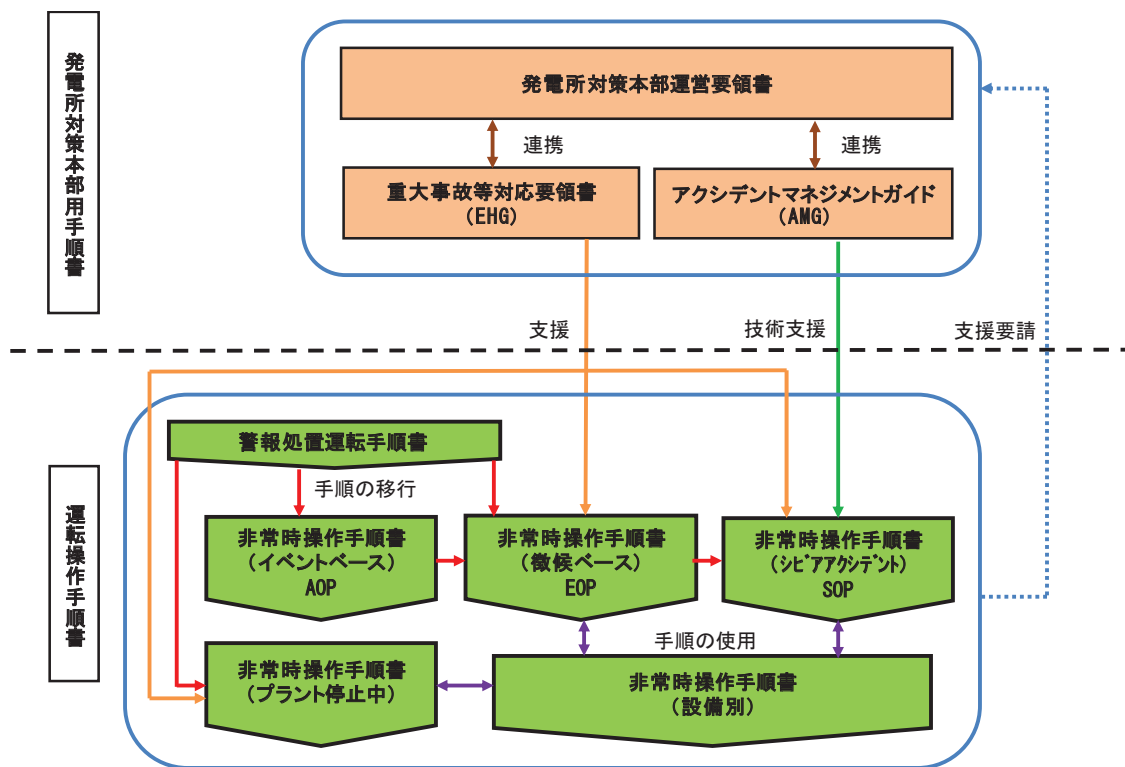 発電所対策本部用手順書
発電所対策本部運営要領書
連携
連携
重大事故等対応要領書
(EHG)
アクシデントマネジメントガイド
(AMG)
支援
技術支援
支援要請
運転操作手順書
警報処置運転手順書
手順の移行
非常時操作手順書
(イベントベース)
AOP
非常時操作手順書
(徴候ベース)
EOP
非常時操作手順書
(シビアアクシデント)
SOP
手順の使用
非常時操作手順書
(プラント停止中)
非常時操作手順書
(設備別)